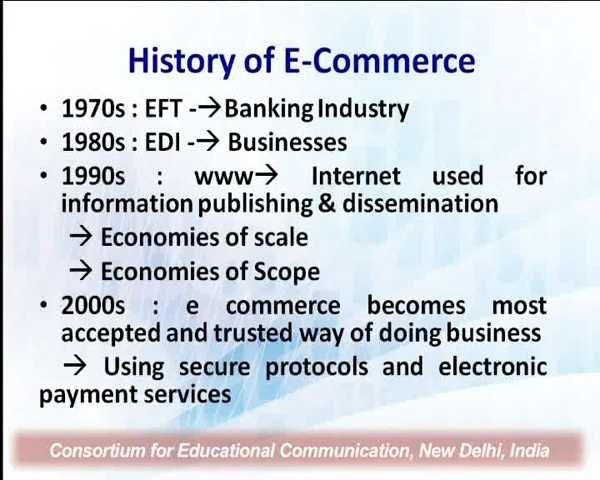 History of E-Commerce
• 1970s : EFT -→Banking Industry
• 1980s : EDI -→ Businesses
• 1990s : www→ Internet used for
information publishing & dissemination
→ Economies of scale
→ Economies of Scope
• 2000s : e commerce becomes most
accepted and trusted way of doing business
→ Using secure protocols and electronic
payment services
Consortium for Educational Communication, New Delhi, India